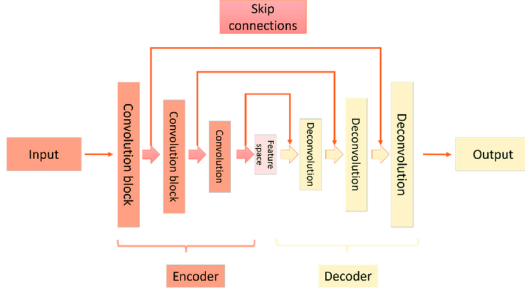 Skip
connections
Input
Convolution block
Convolution block
Convolution
Feature
space
Deconvolution
Deconvolution
Deconvolution
Output
Encoder
Decoder